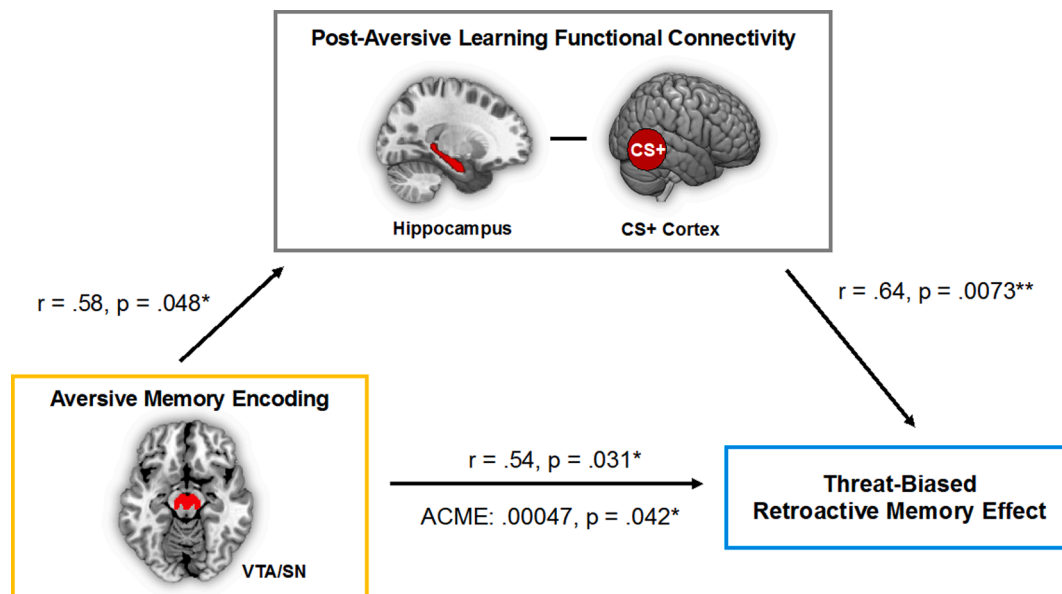 Post-Aversive Learning Functional Connectivity
CS+
Hippocampus
CS+ Cortex
r = .58, p = .048*
r = .64, p = .0073**
Aversive Memory Encoding
VTA/SN
r = .54, p = .031*
ACME: .00047, p = .042*
Threat-Biased
Retroactive Memory Effect